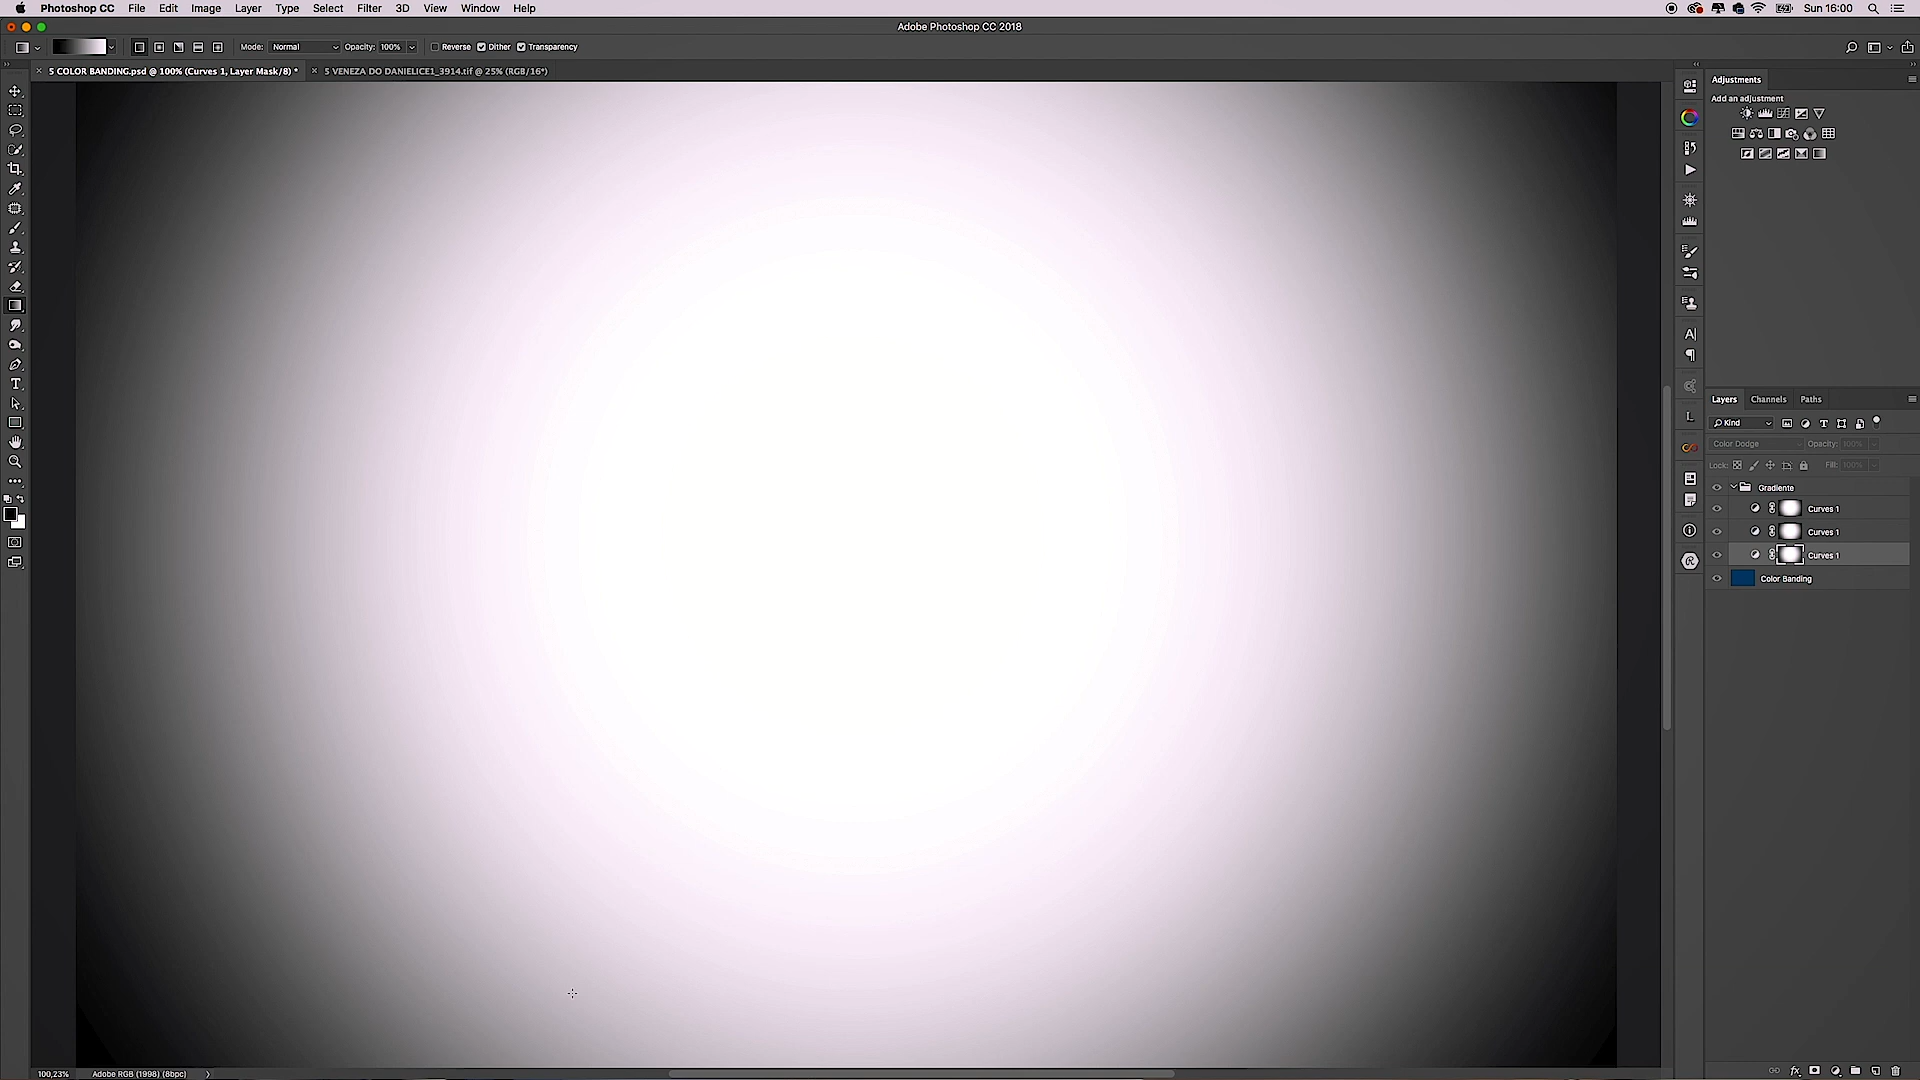 Photoshop CC File Edit Image Layer Type Select Filter 3D View Window Help Sun 16:00
Adobe Photoshop CC 2018
Mode: Normal Opacity: 100% Reverse Dither Transparency
5 COLOR BANDING.psd @ 100% (Curves 1, Layer Mask/8) *
5 VENEZA DO DANIELICE1_3914.tif @ 25% (RGB/16*)
Adjustments
Add an adjustment
Layers Channels Paths
Kind
Color Dodge Opacity: 100%
Lock: Fill: 100%
Gradiente
Curves 1
Curves 1
Curves 1
Color Banding
100,23% Adobe RGB (1998) (8bpc)